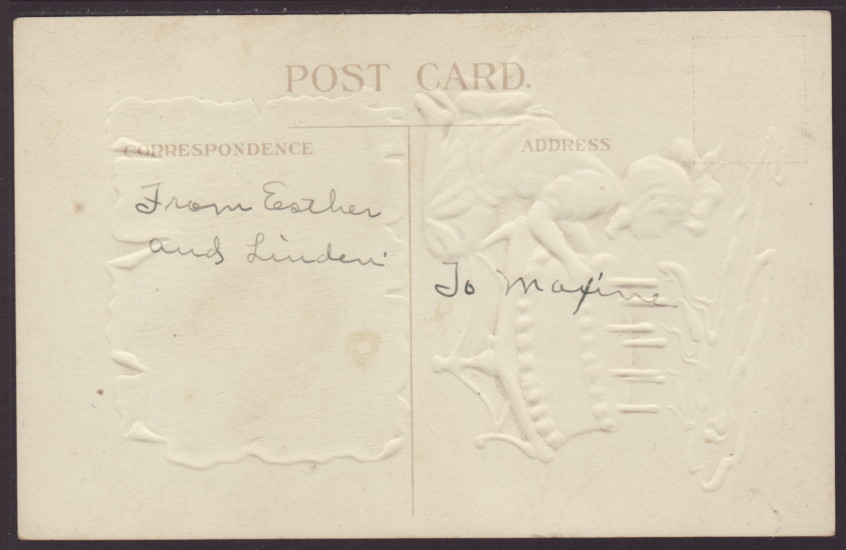 POST CARD.
CORRESPONDENCE
ADDRESS
From Esther
and Linden
To Maxine